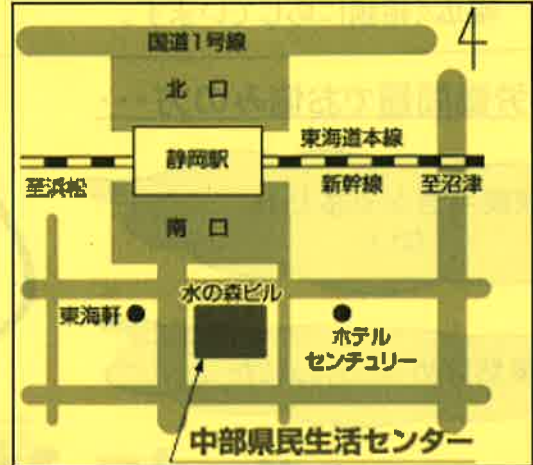 国道1号線
北口
静岡駅
東海道本線
新幹線
至浜松
至沼津
南口
水の森ビル
東海軒
ホテル
センチュリー
中部県民生活センター